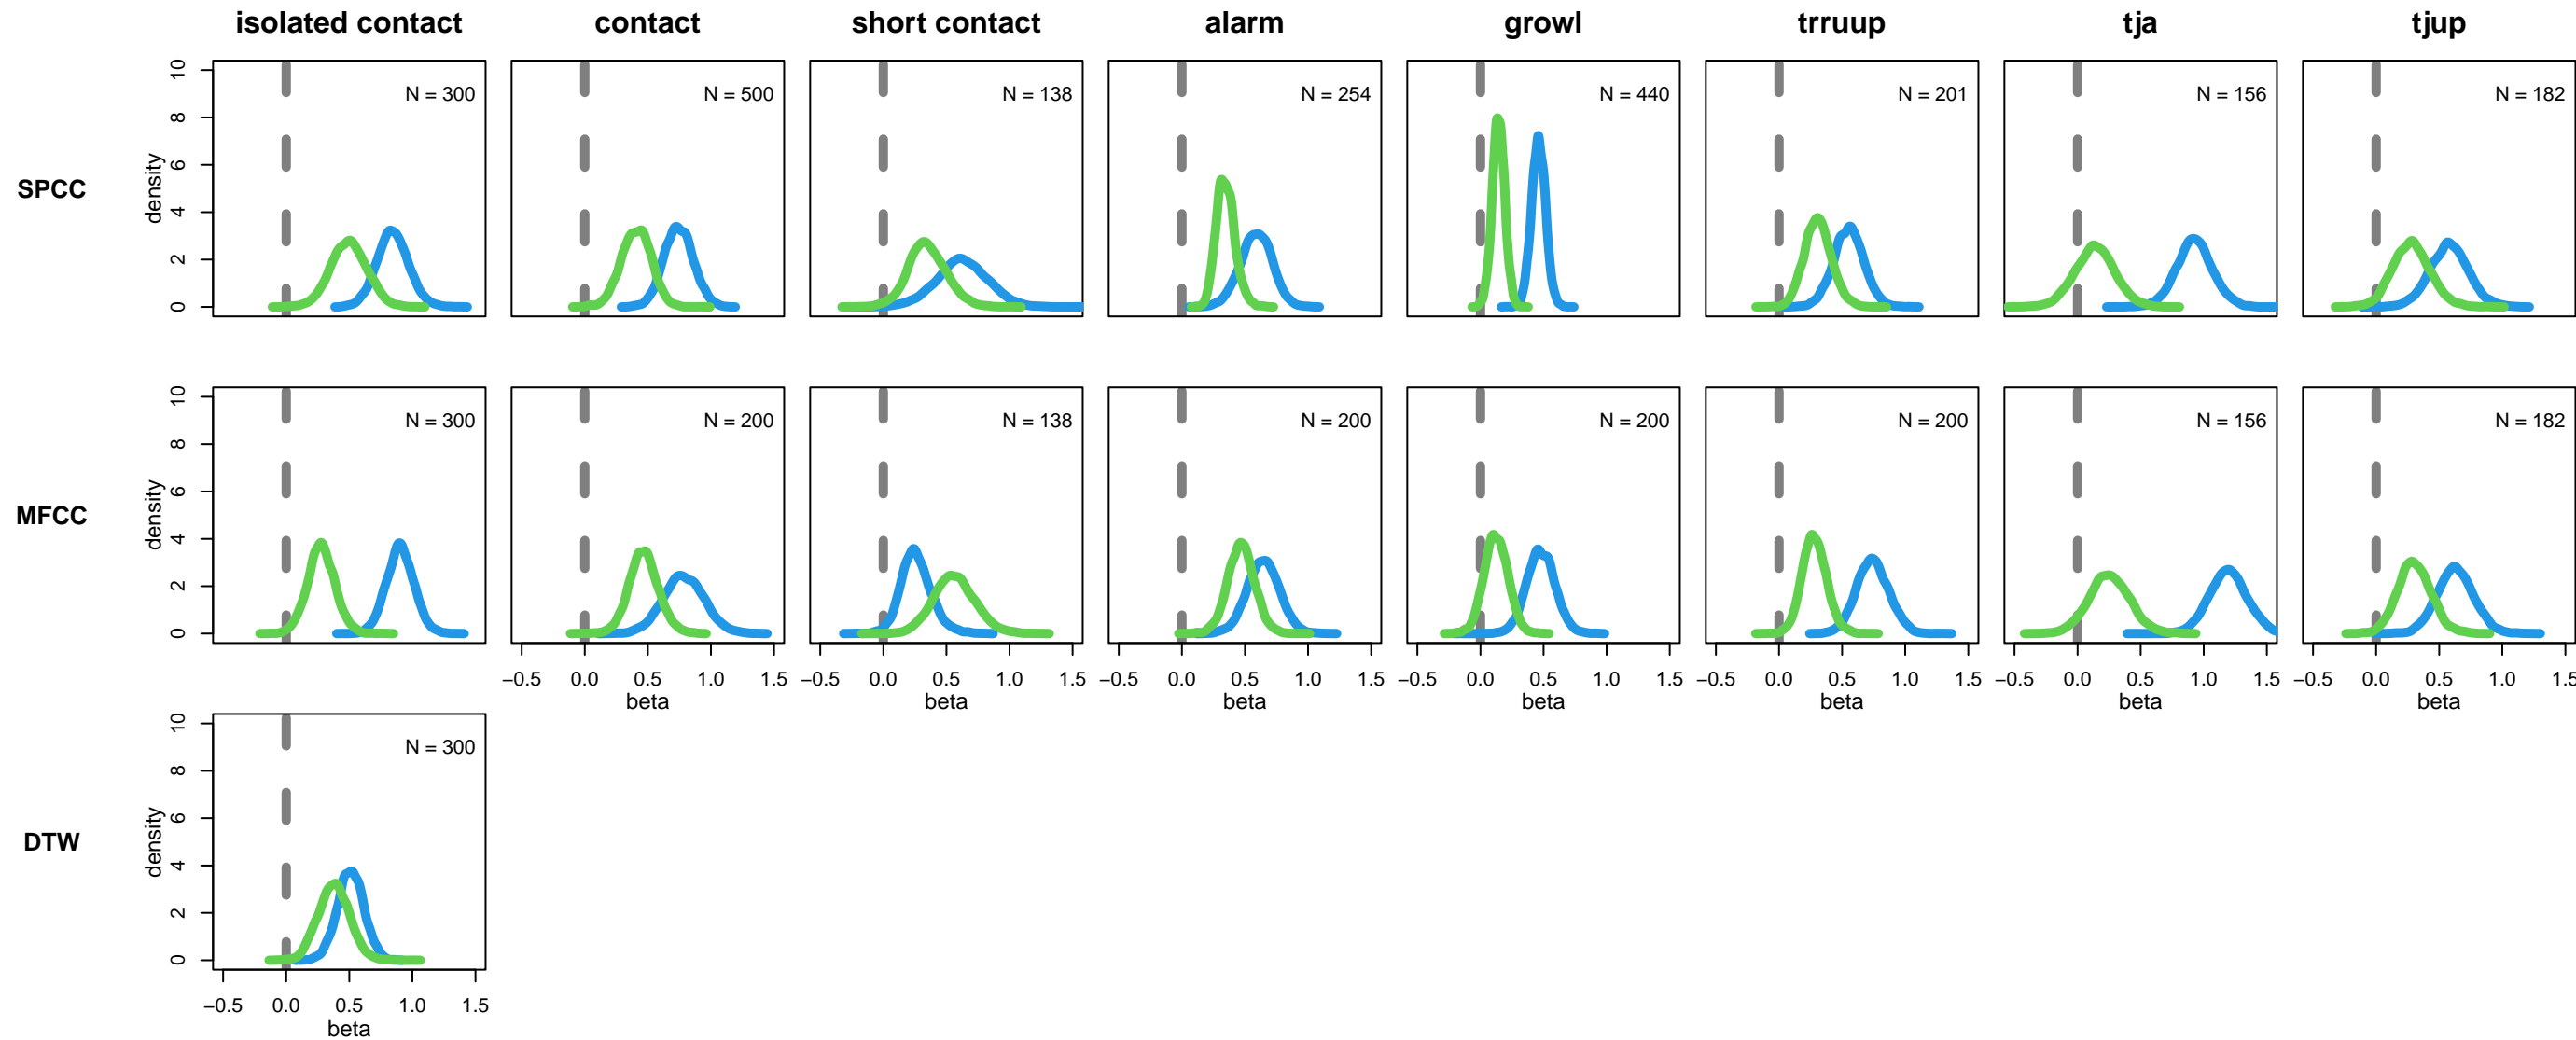 isolated contact contact short contact alarm growl trruup tja tjup
SPCC
density
0 2 4 6 8 10
N = 300
N = 500
N = 138
N = 254
N = 440
N = 201
N = 156
N = 182
MFCC
density
0 2 4 6 8 10
N = 300
N = 200
N = 138
N = 200
N = 200
N = 200
N = 156
N = 182
−0.5 0.0 0.5 1.0 1.5
beta
−0.5 0.0 0.5 1.0 1.5
beta
−0.5 0.0 0.5 1.0 1.5
beta
−0.5 0.0 0.5 1.0 1.5
beta
−0.5 0.0 0.5 1.0 1.5
beta
−0.5 0.0 0.5 1.0 1.5
beta
−0.5 0.0 0.5 1.0 1.5
beta
DTW
density
0 2 4 6 8 10
N = 300
−0.5 0.0 0.5 1.0 1.5
beta